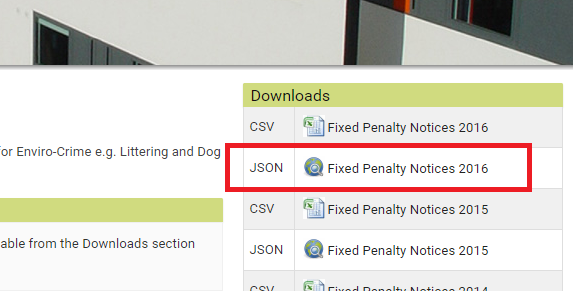 Downloads
CSV Fixed Penalty Notices 2016
or Enviro-Crime e.g. Littering and Dog
JSON Fixed Penalty Notices 2016
CSV Fixed Penalty Notices 2015
able from the Downloads section
JSON Fixed Penalty Notices 2015
CSV Fixed Penalty Notices 2014